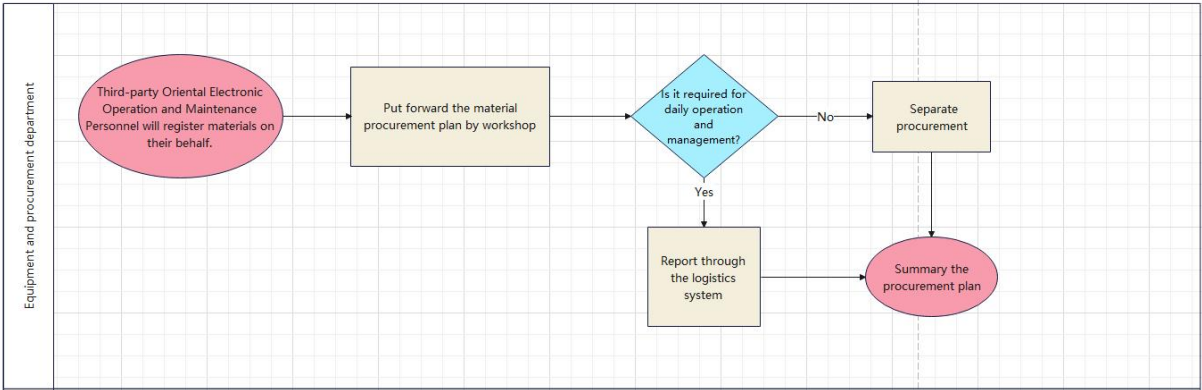 Equipment and procurement department
Third-party Oriental Electronic
Operation and Maintenance
Personnel will register materials on
their behalf.
Put forward the material
procurement plan by workshop
Is it required for
daily operation
and
management?
No
Separate
procurement
Yes
Report through
the logistics
system
Summary the
procurement plan